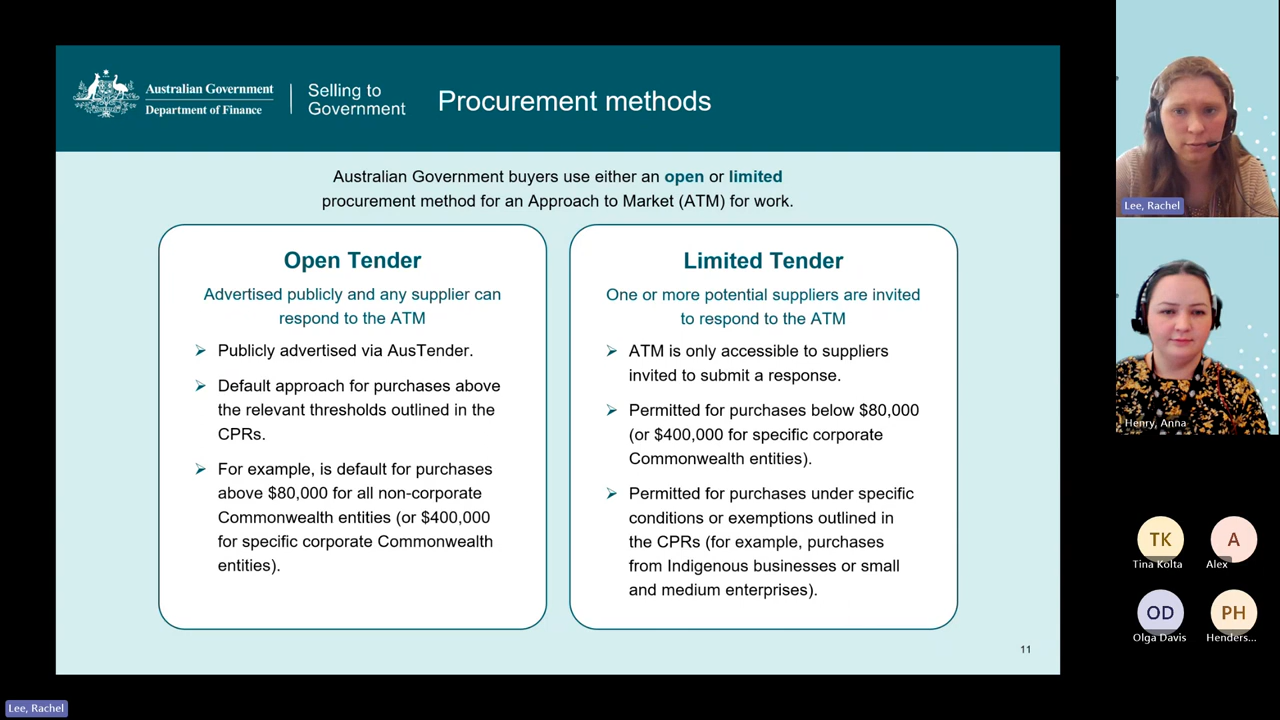 Australian Government
Department of Finance
Selling to
Government
Procurement methods
Australian Government buyers use either an open or limited
procurement method for an Approach to Market (ATM) for work.
Open Tender
Advertised publicly and any supplier can
respond to the ATM
Publicly advertised via AusTender.
Default approach for purchases above
the relevant thresholds outlined in the
CPRs.
For example, is default for purchases
above $80,000 for all non-corporate
Commonwealth entities (or $400,000
for specific corporate Commonwealth
entities).
Limited Tender
One or more potential suppliers are invited
to respond to the ATM
ATM is only accessible to suppliers
invited to submit a response.
Permitted for purchases below $80,000
(or $400,000 for specific corporate
Commonwealth entities).
Permitted for purchases under specific
conditions or exemptions outlined in
the CPRs (for example, purchases
from Indigenous businesses or small
and medium enterprises).
11
Lee, Rachel
Henry, Anna
TK
Tina Kolta
A
Alex
OD
Olga Davis
PH
Henders...
Lee, Rachel